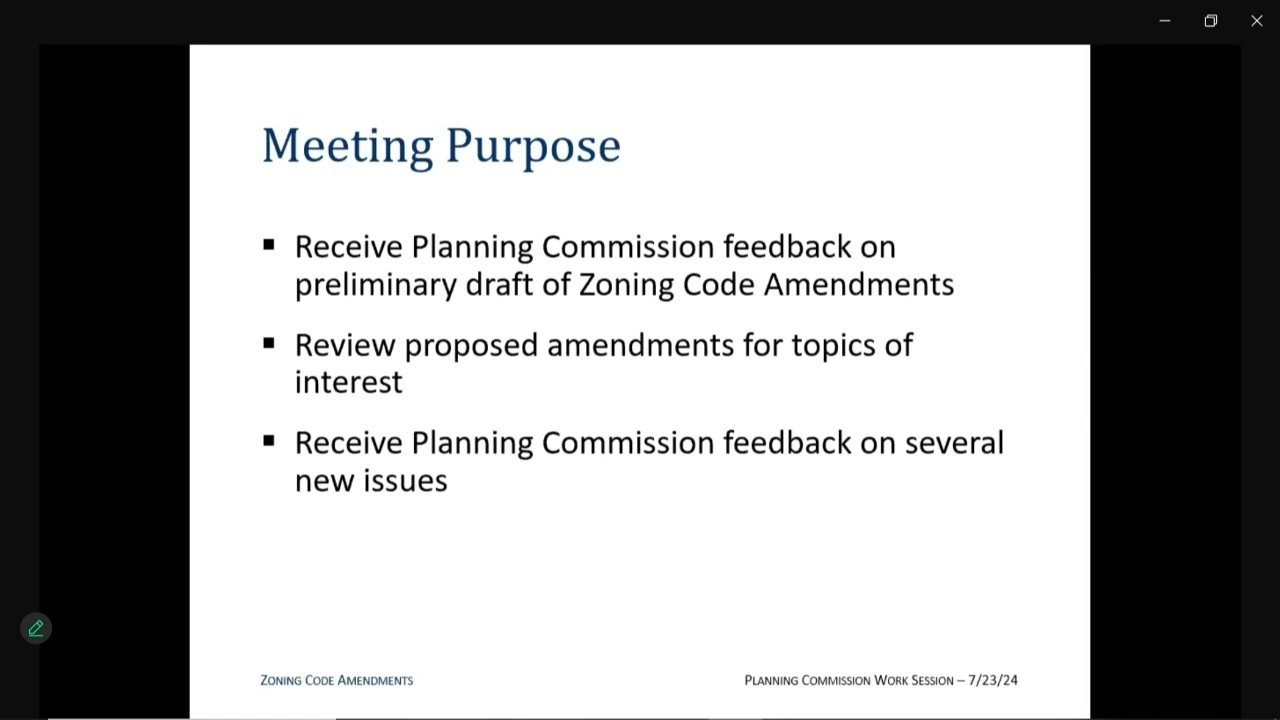 Meeting Purpose
▪ Receive Planning Commission feedback on
preliminary draft of Zoning Code Amendments
▪ Review proposed amendments for topics of
interest
▪ Receive Planning Commission feedback on several
new issues
ZONING CODE AMENDMENTS
PLANNING COMMISSION WORK SESSION – 7/23/24